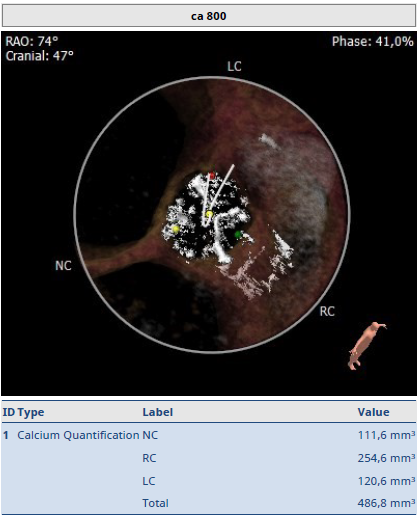 ca 800
RAO: 74°
Cranial: 47°
Phase: 41,0%
LC
NC
RC
ID Type Label Value
1 Calcium Quantification NC 111,6 mm³
RC 254,6 mm³
LC 120,6 mm³
Total 486,8 mm³